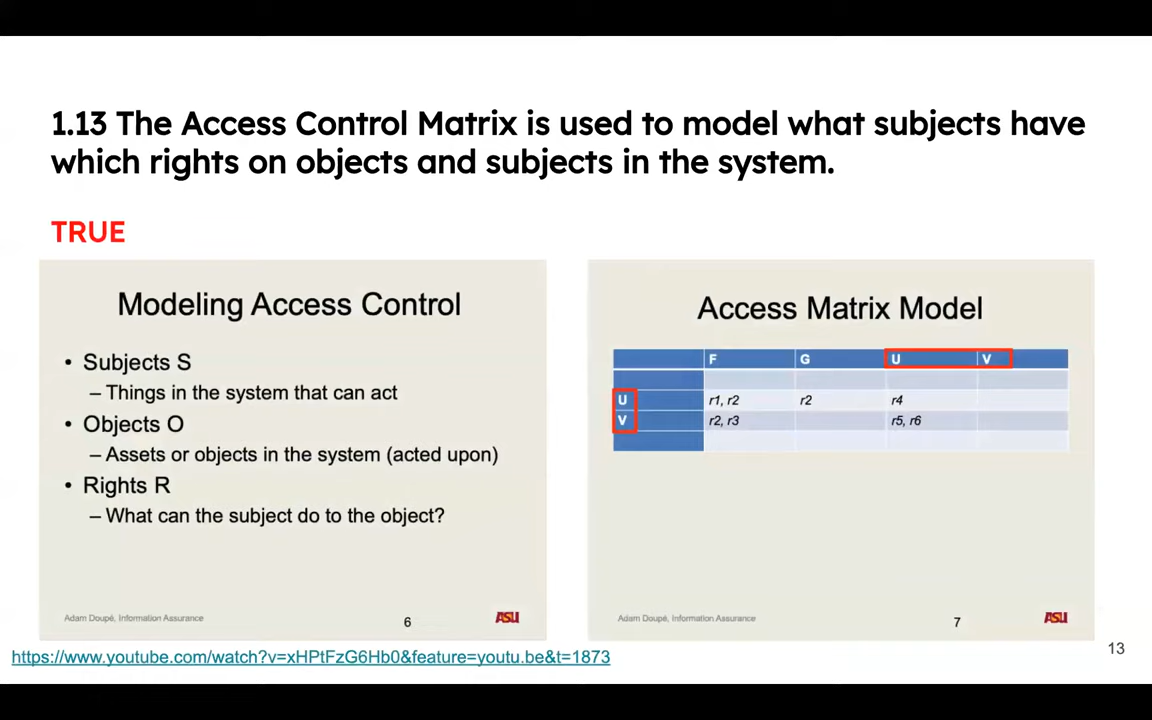 1.13 The Access Control Matrix is used to model what subjects have
which rights on objects and subjects in the system.
TRUE
Modeling Access Control
• Subjects S
– Things in the system that can act
• Objects O
– Assets or objects in the system (acted upon)
• Rights R
– What can the subject do to the object?
Adam Doupé, Information Assurance
6
ASU
Access Matrix Model
F G U V
U r1, r2 r2 r4
V r2, r3 r5, r6
Adam Doupé, Information Assurance
7
ASU
https://www.youtube.com/watch?v=xHPtFzG6Hb0&feature=youtu.be&t=1873
13